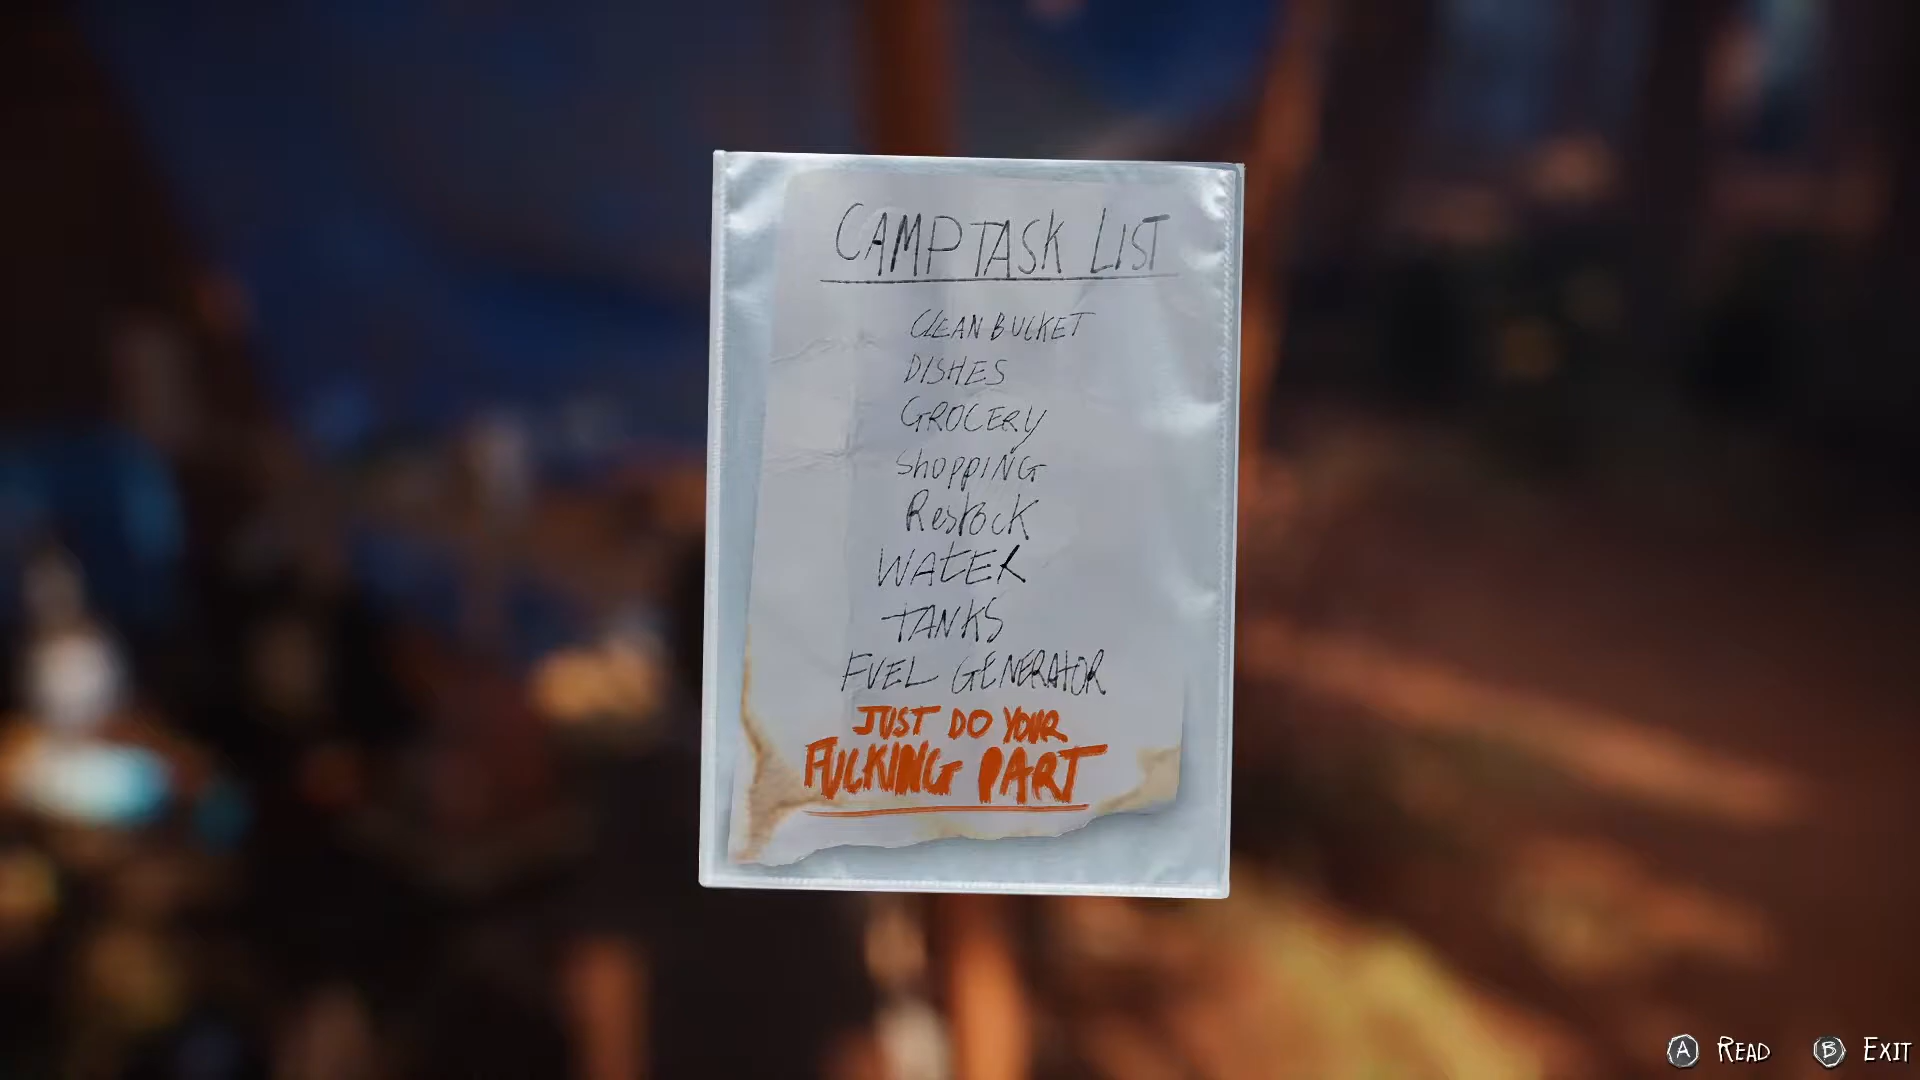 CAMP TASK LIST
CLEAN BUCKET
DISHES
GROCERY
ShOPPING
Restock
WATER
TANKS
FUEL GENERATOR
JUST DO YOUR
FUCKING PART
A READ B EXIT